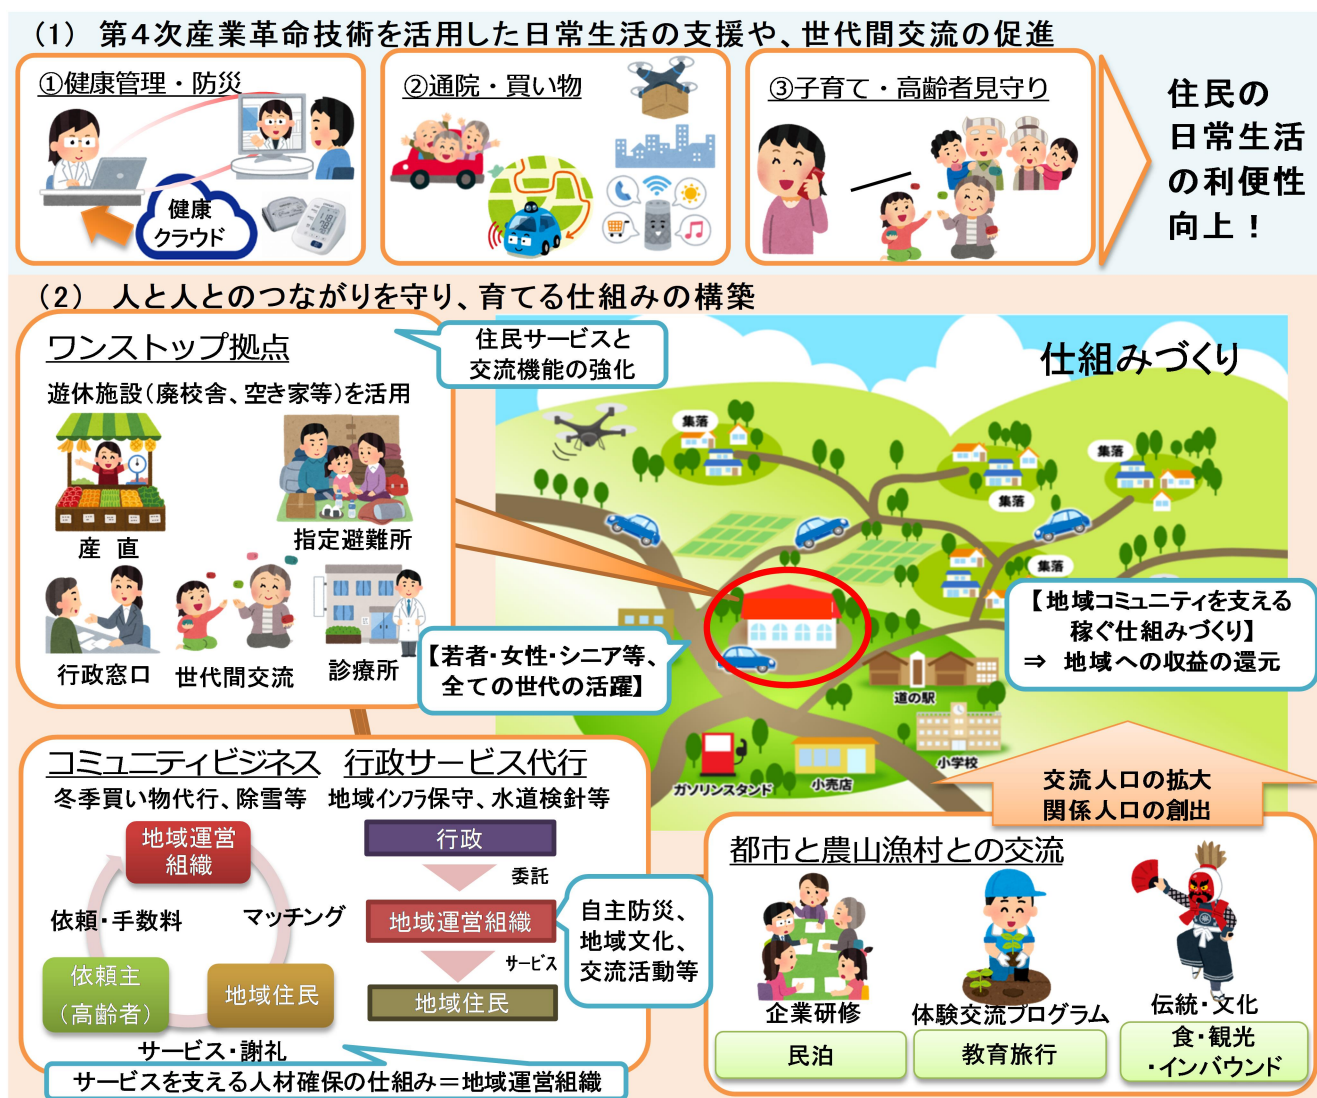 （1） 第４次産業革命技術を活用した日常生活の支援や、世代間交流の促進
①健康管理・防災
健康
クラウド
②通院・買い物
③子育て・高齢者見守り
住民の
日常生活
の利便性
向上！
（2） 人と人とのつながりを守り、育てる仕組みの構築
ワンストップ拠点
遊休施設（廃校舎、空き家等）を活用
産 直
指定避難所
行政窓口
世代間交流
診療所
住民サービスと
交流機能の強化
仕組みづくり
集落
集落
集落
集落
【若者・女性・シニア等、
全ての世代の活躍】
【地域コミュニティを支える
稼ぐ仕組みづくり】
⇒ 地域への収益の還元
道の駅
小学校
小売店
ガソリンスタンド
交流人口の拡大
関係人口の創出
コミュニティビジネス
冬季買い物代行、除雪等
地域運営
組織
依頼・手数料
マッチング
依頼主
（高齢者）
地域住民
サービス・謝礼
行政サービス代行
地域インフラ保守、水道検針等
行政
委託
地域運営組織
サービス
地域住民
自主防災、
地域文化、
交流活動等
サービスを支える人材確保の仕組み＝地域運営組織
都市と農山漁村との交流
企業研修
体験交流プログラム
伝統・文化
民泊
教育旅行
食・観光
・インバウンド